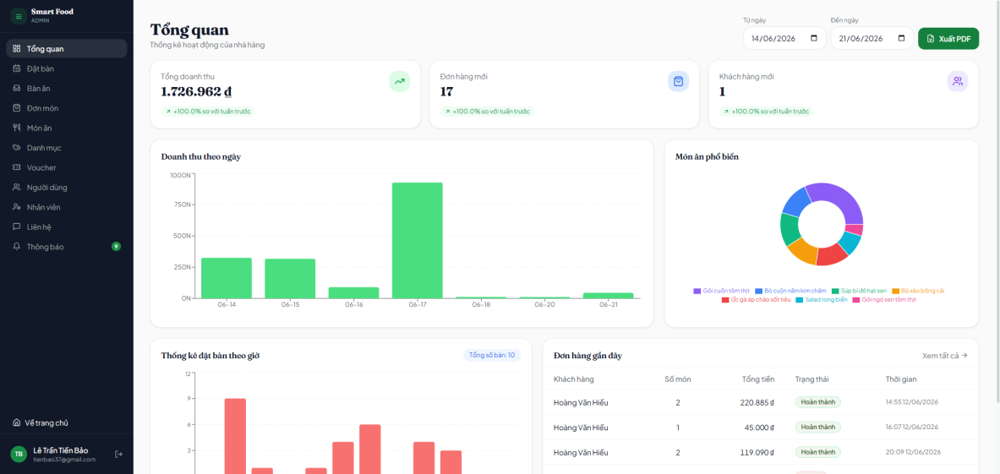 Smart Food
ADMIN
Tổng quan
Đặt bàn
Bàn ăn
Đơn món
Món ăn
Danh mục
Voucher
Người dùng
Nhân viên
Liên hệ
Thông báo
9
Về trang chủ
TB
Lê Trần Tiến Bảo
tienbao37@gmail.com
Tổng quan
Thống kê hoạt động của nhà hàng
Từ ngày
14/06/2026
Đến ngày
21/06/2026
Xuất PDF
Tổng doanh thu
1.726.962 đ
+100.0% so với tuần trước
Đơn hàng mới
17
+100.0% so với tuần trước
Khách hàng mới
1
+100.0% so với tuần trước
Doanh thu theo ngày
1000N
750N
500N
250N
0N
06-14 06-15 06-16 06-17 06-18 06-20 06-21
Món ăn phổ biến
Gỏi cuốn tôm thịt Bò cuộn nấm kim châm Súp bí đỏ hạt sen Bò xào bông cải
Ức gà áp chảo sốt tiêu Salad rong biển Gỏi ngó sen tôm thịt
Thống kê đặt bàn theo giờ
Tổng số bàn: 10
12
9
6
3
Đơn hàng gần đây
Xem tất cả →
Khách hàng Số món Tổng tiền Trạng thái Thời gian
Hoàng Văn Hiếu 2 220.885 ₫ Hoàn thành 14:55 12/06/2026
Hoàng Văn Hiếu 1 45.000 ₫ Hoàn thành 16:07 12/06/2026
Hoàng Văn Hiếu 2 119.090 ₫ Hoàn thành 20:09 12/06/2026